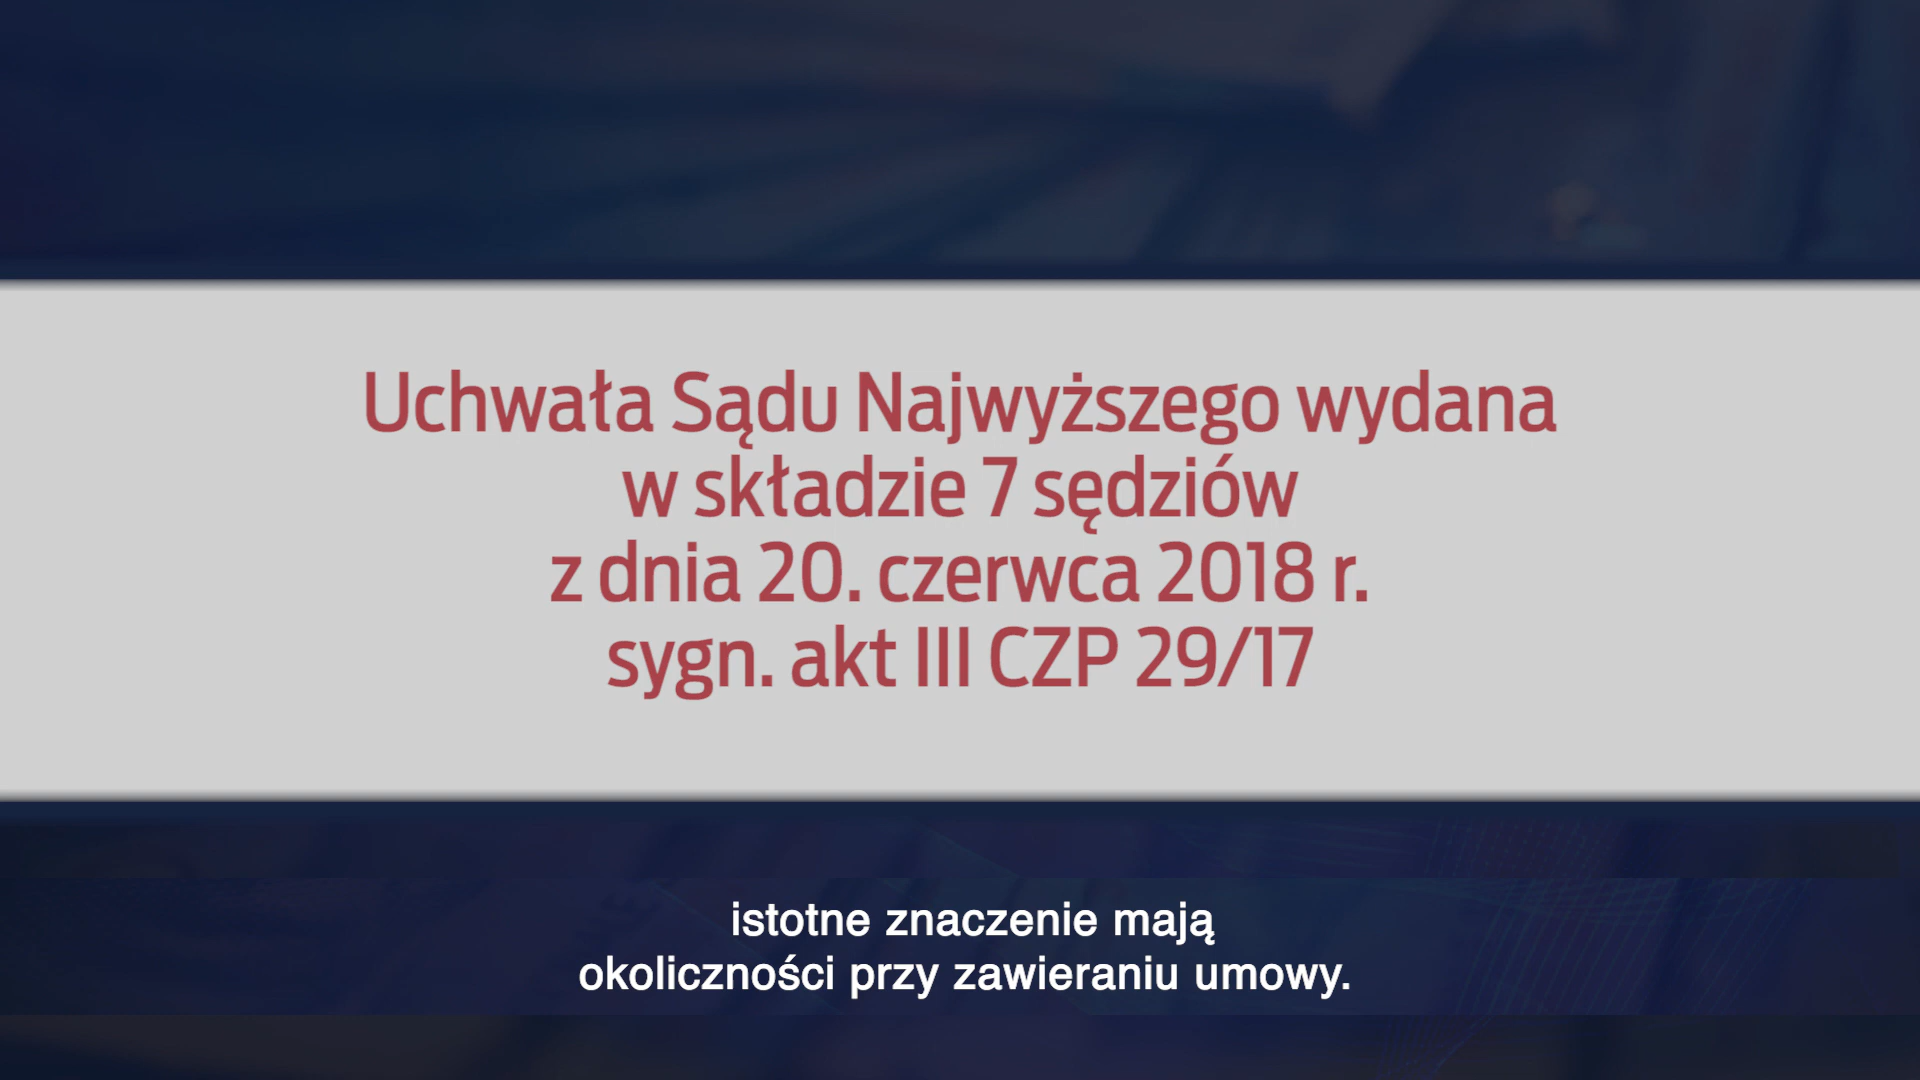 Uchwała Sądu Najwyższego wydana
w składzie 7 sędziów
z dnia 20. czerwca 2018 r.
sygn. akt III CZP 29/17
istotne znaczenie mają
okoliczności przy zawieraniu umowy.